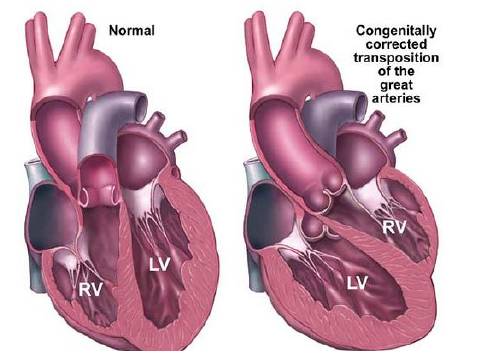 Normal
Congenitally
corrected
transposition
of the
great
arteries
RV
LV
RV
LV